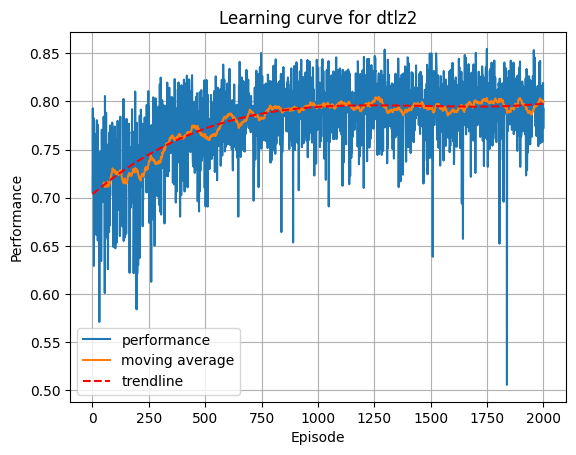 Learning curve for dtlz2
Performance
0.85
0.80
0.75
0.70
0.65
0.60
0.55
0.50
performance
moving average
trendline
0 250 500 750 1000 1250 1500 1750 2000
Episode